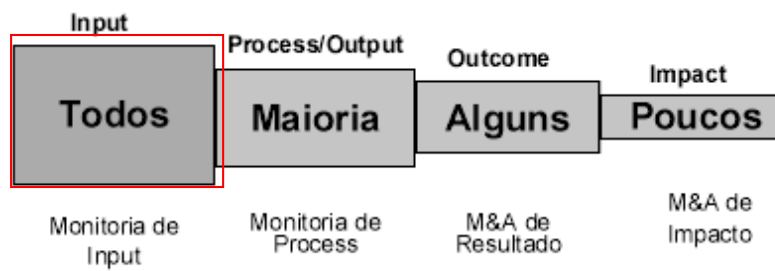 Input
Process/Output
Outcome
Impact
Todos
Maioria
Alguns
Poucos
Monitoria de
Input
Monitoria de
Process
M&A de
Resultado
M&A de
Impacto